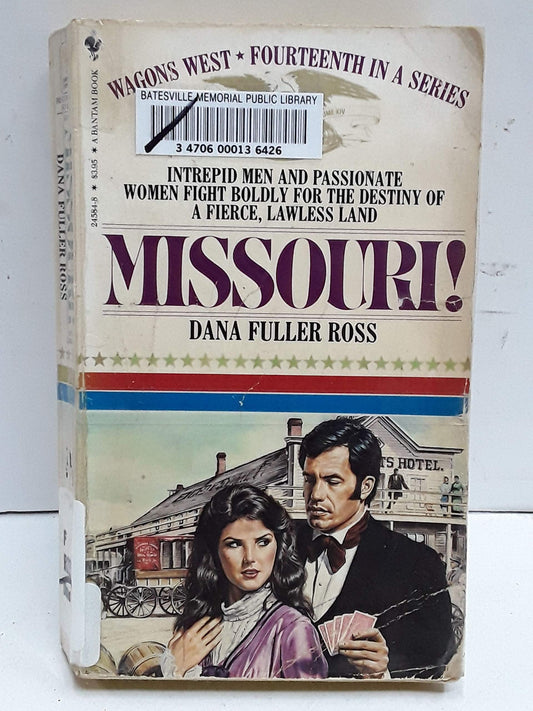 WAGONS WEST ★ FOURTEENTH IN A SERIES
BATESVILLE MEMORIAL PUBLIC LIBRARY
3 4706 00013 6426
INTREPID MEN AND PASSIONATE
WOMEN FIGHT BOLDLY FOR THE DESTINY OF
A FIERCE, LAWLESS LAND
MISSOURI!
DANA FULLER ROSS
TS HOTEL.
24584-8 ★ $3.95 ★ A BANTAM BOOK
DANA FULLER ROSS